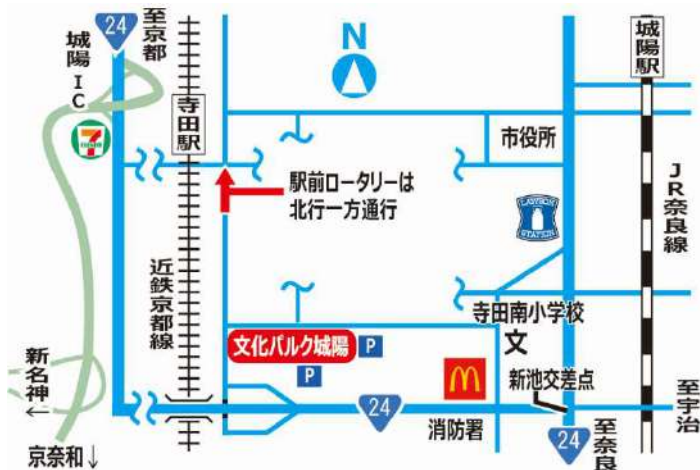 24
至京都
城陽IC
7
ELEVEN
寺田駅
N
城陽駅
市役所
駅前ロータリーは
北行一方通行
LAWSON
STATION
JR奈良線
近鉄京都線
寺田南小学校
文
文化パルク城陽
P
P
新池交差点
新名神
←
24
消防署
至宇治
24
至奈良
京奈和↓